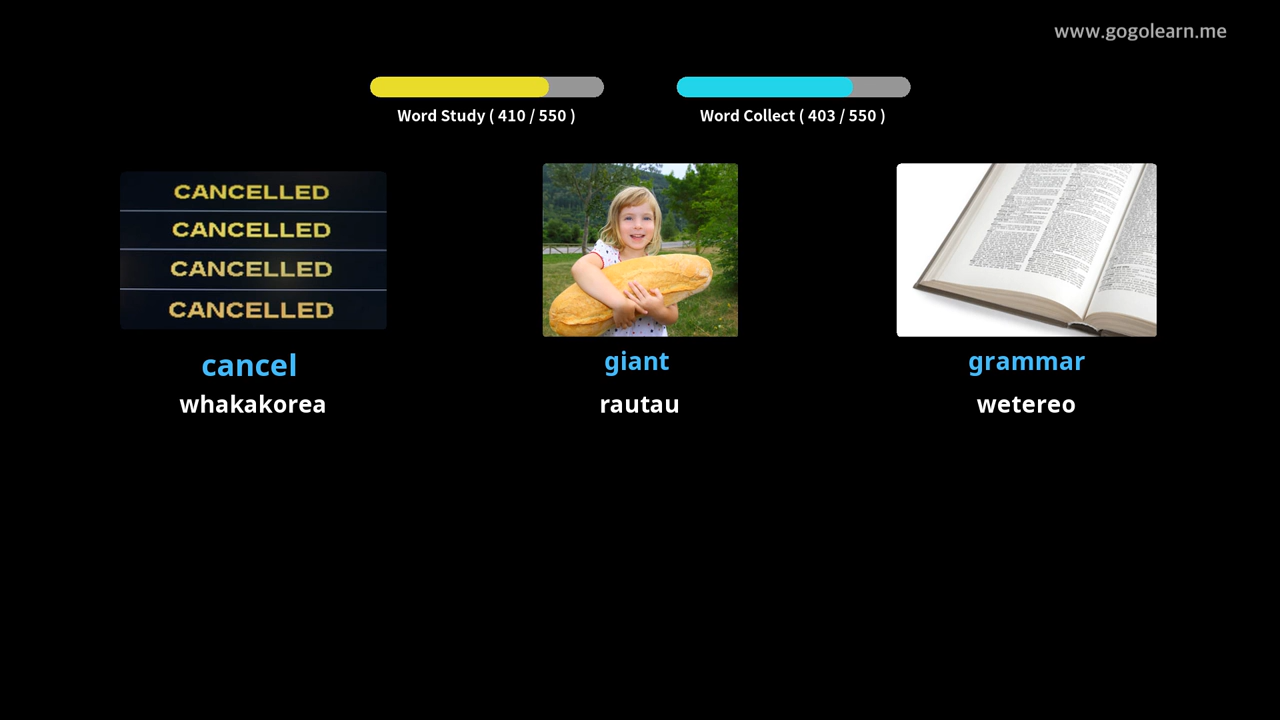 www.gogolearn.me
Word Study ( 410 / 550 )
Word Collect ( 403 / 550 )
CANCELLED
CANCELLED
CANCELLED
CANCELLED
cancel
giant
grammar
whakakorea
rautau
wetereo